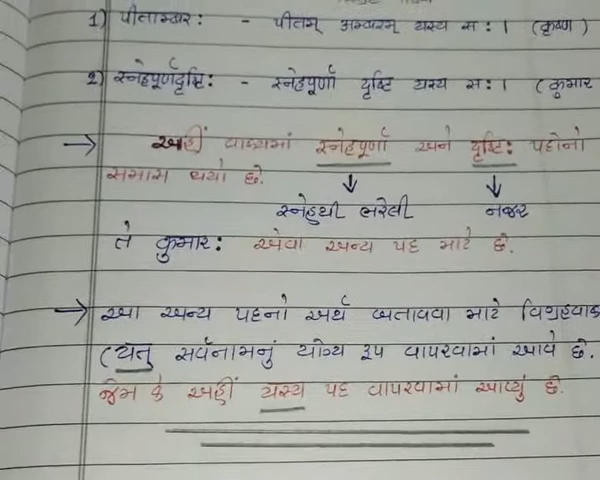 1) पीताम्बर: - पीतम् अम्बरम् यस्य स: । (कृष्ण)
2) स्नेहपूर्णदृष्टि: - स्नेहपूर्णा दृष्टि यस्य स: । (कुमार
→ અહીં વાક્યમાં સ્નેહપૂર્ણા અને દૃષ્ટિ: પદોનો
સમાસ થયો છે.
↓ ↓
સ્નેહથી ભરેલી નજર
તે કુમાર: એવા અન્ય પદ માટે છે.
→ આ અન્ય પદનો અર્થ બતાવવા માટે વિગ્રહવાક
(યત્ સર્વનામનું યોગ્ય રૂપ વાપરવામાં આવે છે.
જેમ કે અહીં યસ્ય પદ વાપરવામાં આવ્યું છે.